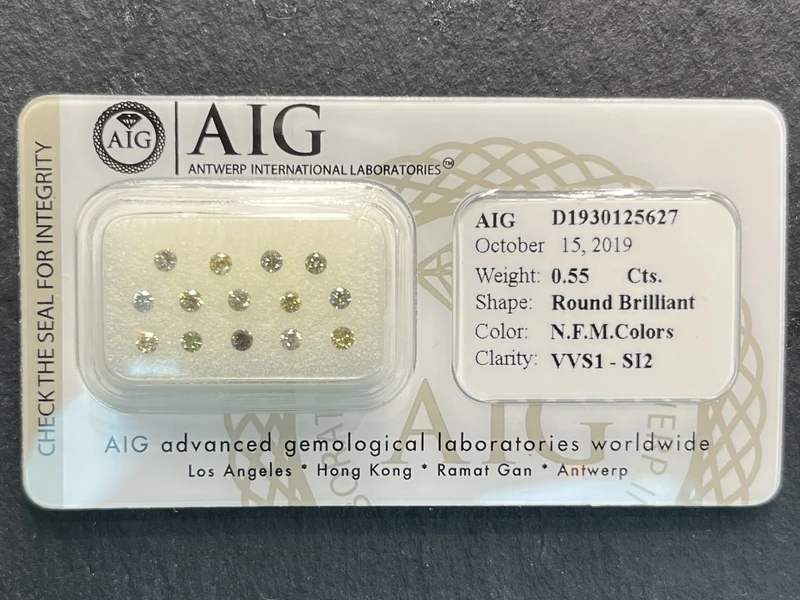 CHECK THE SEAL FOR INTEGRITY
AIG
AIG
ANTWERP INTERNATIONAL LABORATORIES™
AIG D1930125627
October 15, 2019
Weight: 0.55 Cts.
Shape: Round Brilliant
Color: N.F.M.Colors
Clarity: VVS1 - SI2
AIG
AIG advanced gemological laboratories worldwide
Los Angeles * Hong Kong * Ramat Gan * Antwerp